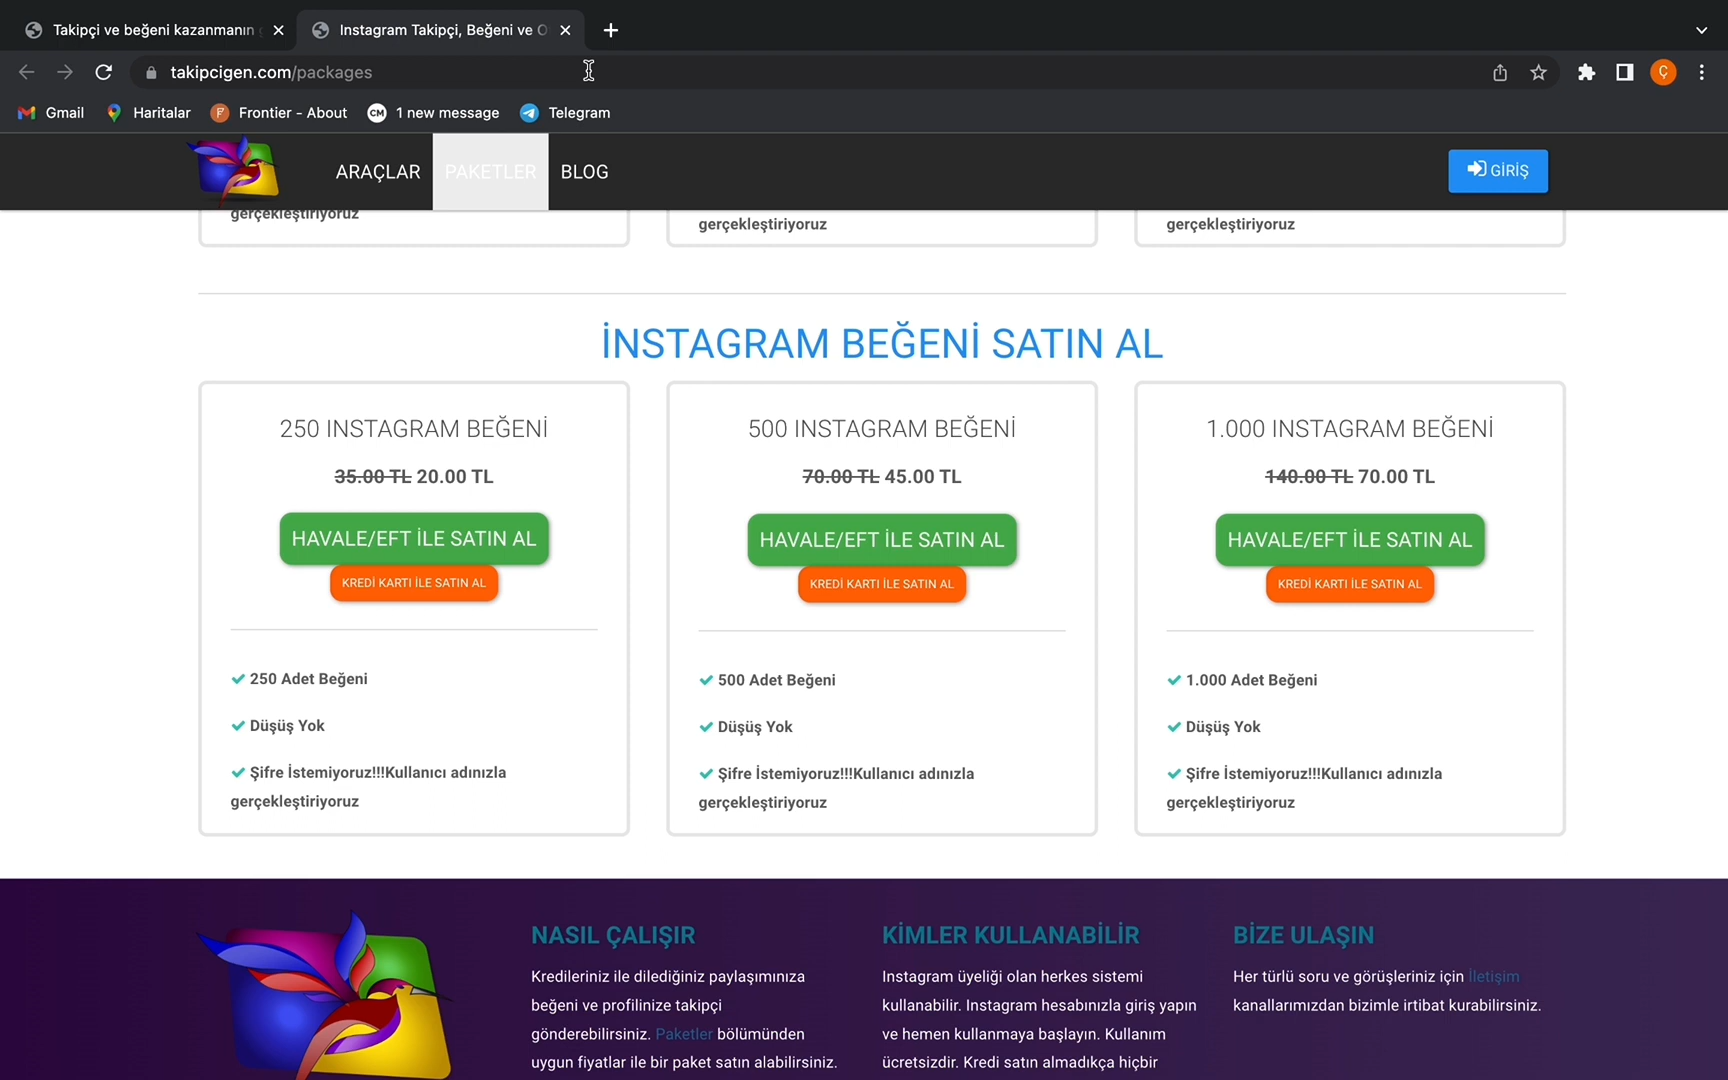 Takipçi ve beğeni kazanmanın
Instagram Takipçi, Beğeni ve O
takipcigen.com/packages
Ç
Gmail
Haritalar
F
Frontier - About
CM
1 new message
Telegram
ARAÇLAR
PAKETLER
BLOG
GİRİŞ
gerçekleştiriyoruz
gerçekleştiriyoruz
gerçekleştiriyoruz
İNSTAGRAM BEĞENİ SATIN AL
250 INSTAGRAM BEĞENİ
35.00 TL 20.00 TL
HAVALE/EFT İLE SATIN AL
KREDİ KARTI İLE SATIN AL
250 Adet Beğeni
Düşüş Yok
Şifre İstemiyoruz!!!Kullanıcı adınızla
gerçekleştiriyoruz
500 INSTAGRAM BEĞENİ
70.00 TL 45.00 TL
HAVALE/EFT İLE SATIN AL
KREDİ KARTI İLE SATIN AL
500 Adet Beğeni
Düşüş Yok
Şifre İstemiyoruz!!!Kullanıcı adınızla
gerçekleştiriyoruz
1.000 INSTAGRAM BEĞENİ
140.00 TL 70.00 TL
HAVALE/EFT İLE SATIN AL
KREDİ KARTI İLE SATIN AL
1.000 Adet Beğeni
Düşüş Yok
Şifre İstemiyoruz!!!Kullanıcı adınızla
gerçekleştiriyoruz
NASIL ÇALIŞIR
Kredileriniz ile dilediğiniz paylaşımınıza
beğeni ve profilinize takipçi
gönderebilirsiniz. Paketler bölümünden
uygun fiyatlar ile bir paket satın alabilirsiniz.
KİMLER KULLANABİLİR
Instagram üyeliği olan herkes sistemi
kullanabilir. Instagram hesabınızla giriş yapın
ve hemen kullanmaya başlayın. Kullanım
ücretsizdir. Kredi satın almadıkça hiçbir
BİZE ULAŞIN
Her türlü soru ve görüşleriniz için İletişim
kanallarımızdan bizimle irtibat kurabilirsiniz.